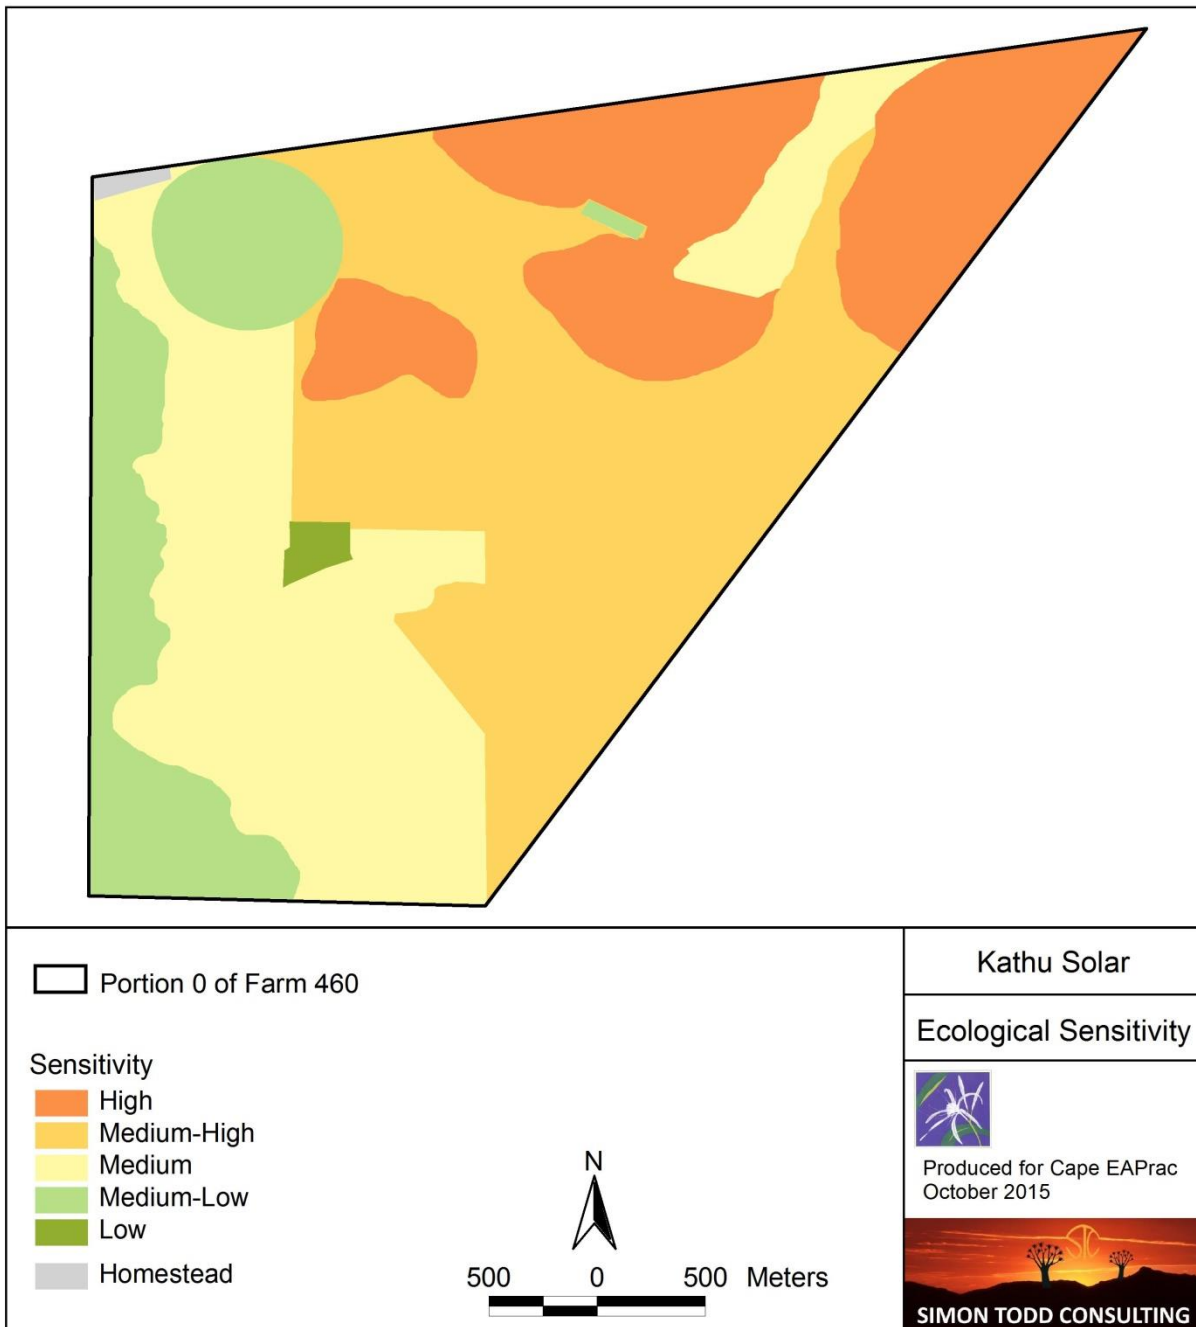 Portion 0 of Farm 460
Sensitivity
High
Medium-High
Medium
Medium-Low
Low
Homestead
N
500 0 500 Meters
Kathu Solar
Ecological Sensitivity
Produced for Cape EAPrac
October 2015
STC
SIMON TODD CONSULTING